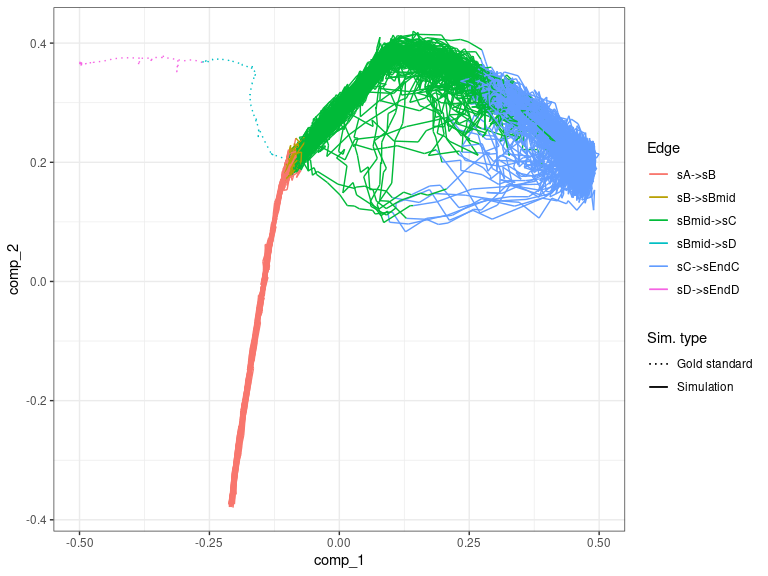 0.4
0.2
0.0
-0.2
-0.4
comp_2
-0.50
-0.25
0.00
0.25
0.50
comp_1
Edge
sA->sB
sB->sBmid
sBmid->sC
sBmid->sD
sC->sEndC
sD->sEndD
Sim. type
Gold standard
Simulation